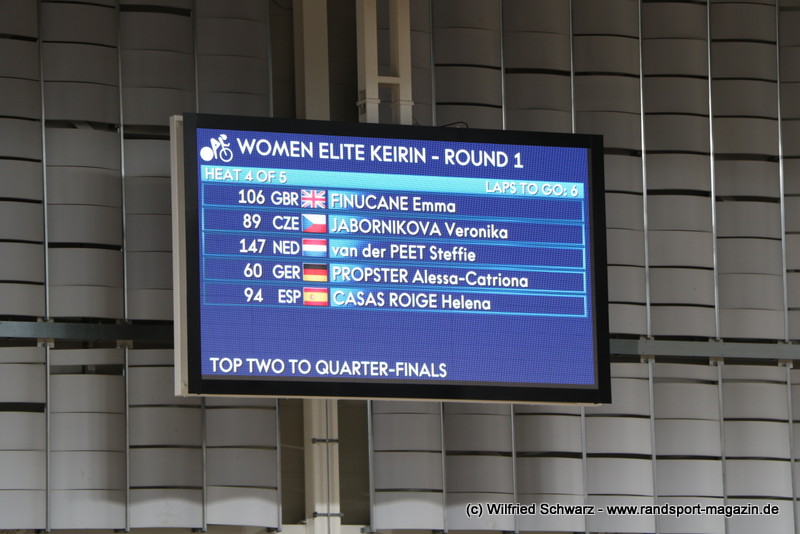 WOMEN ELITE KEIRIN - ROUND 1
HEAT 4 OF 5 LAPS TO GO: 6
106 GBR FINUCANE Emma
89 CZE JABORNIKOVA Veronika
147 NED van der PEET Steffie
60 GER PROPSTER Alessa-Catriona
94 ESP CASAS ROIGE Helena
TOP TWO TO QUARTER-FINALS
(c) Wilfried Schwarz - www.randsport-magazin.de